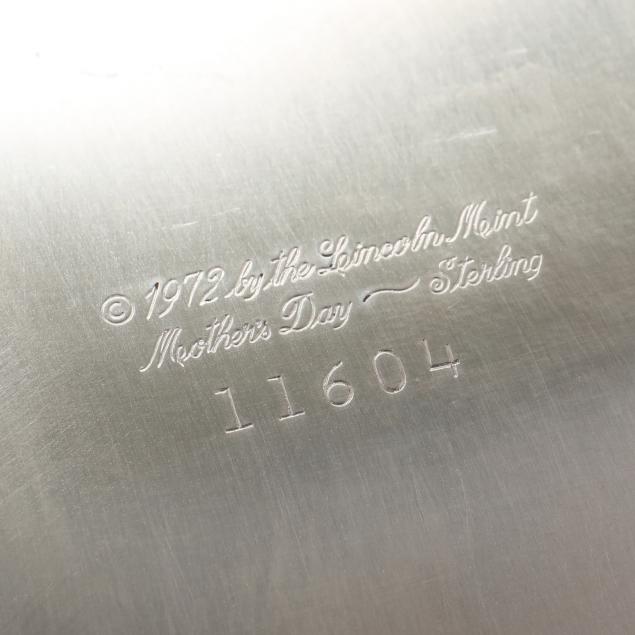 © 1972 by the Lincoln Mint
Mother's Day ~ Sterling
11604